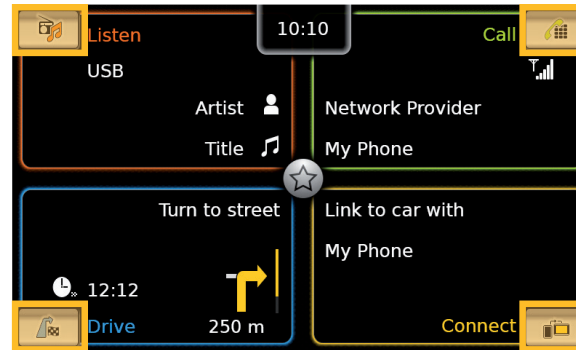 Listen
10:10
Call
USB
Artist
Network Provider
Title
My Phone
Turn to street
Link to car with
My Phone
12:12
Drive
250 m
Connect